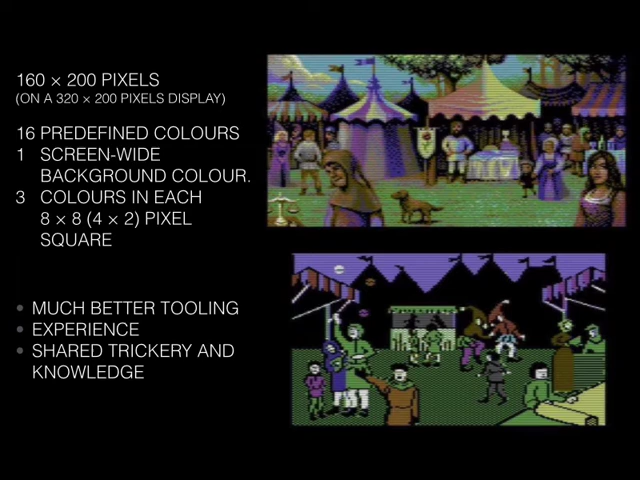 160 × 200 PIXELS
(ON A 320 × 200 PIXELS DISPLAY)
16 PREDEFINED COLOURS
1 SCREEN-WIDE
BACKGROUND COLOUR.
3 COLOURS IN EACH
8 × 8 (4 × 2) PIXEL
SQUARE
• MUCH BETTER TOOLING
• EXPERIENCE
• SHARED TRICKERY AND
KNOWLEDGE